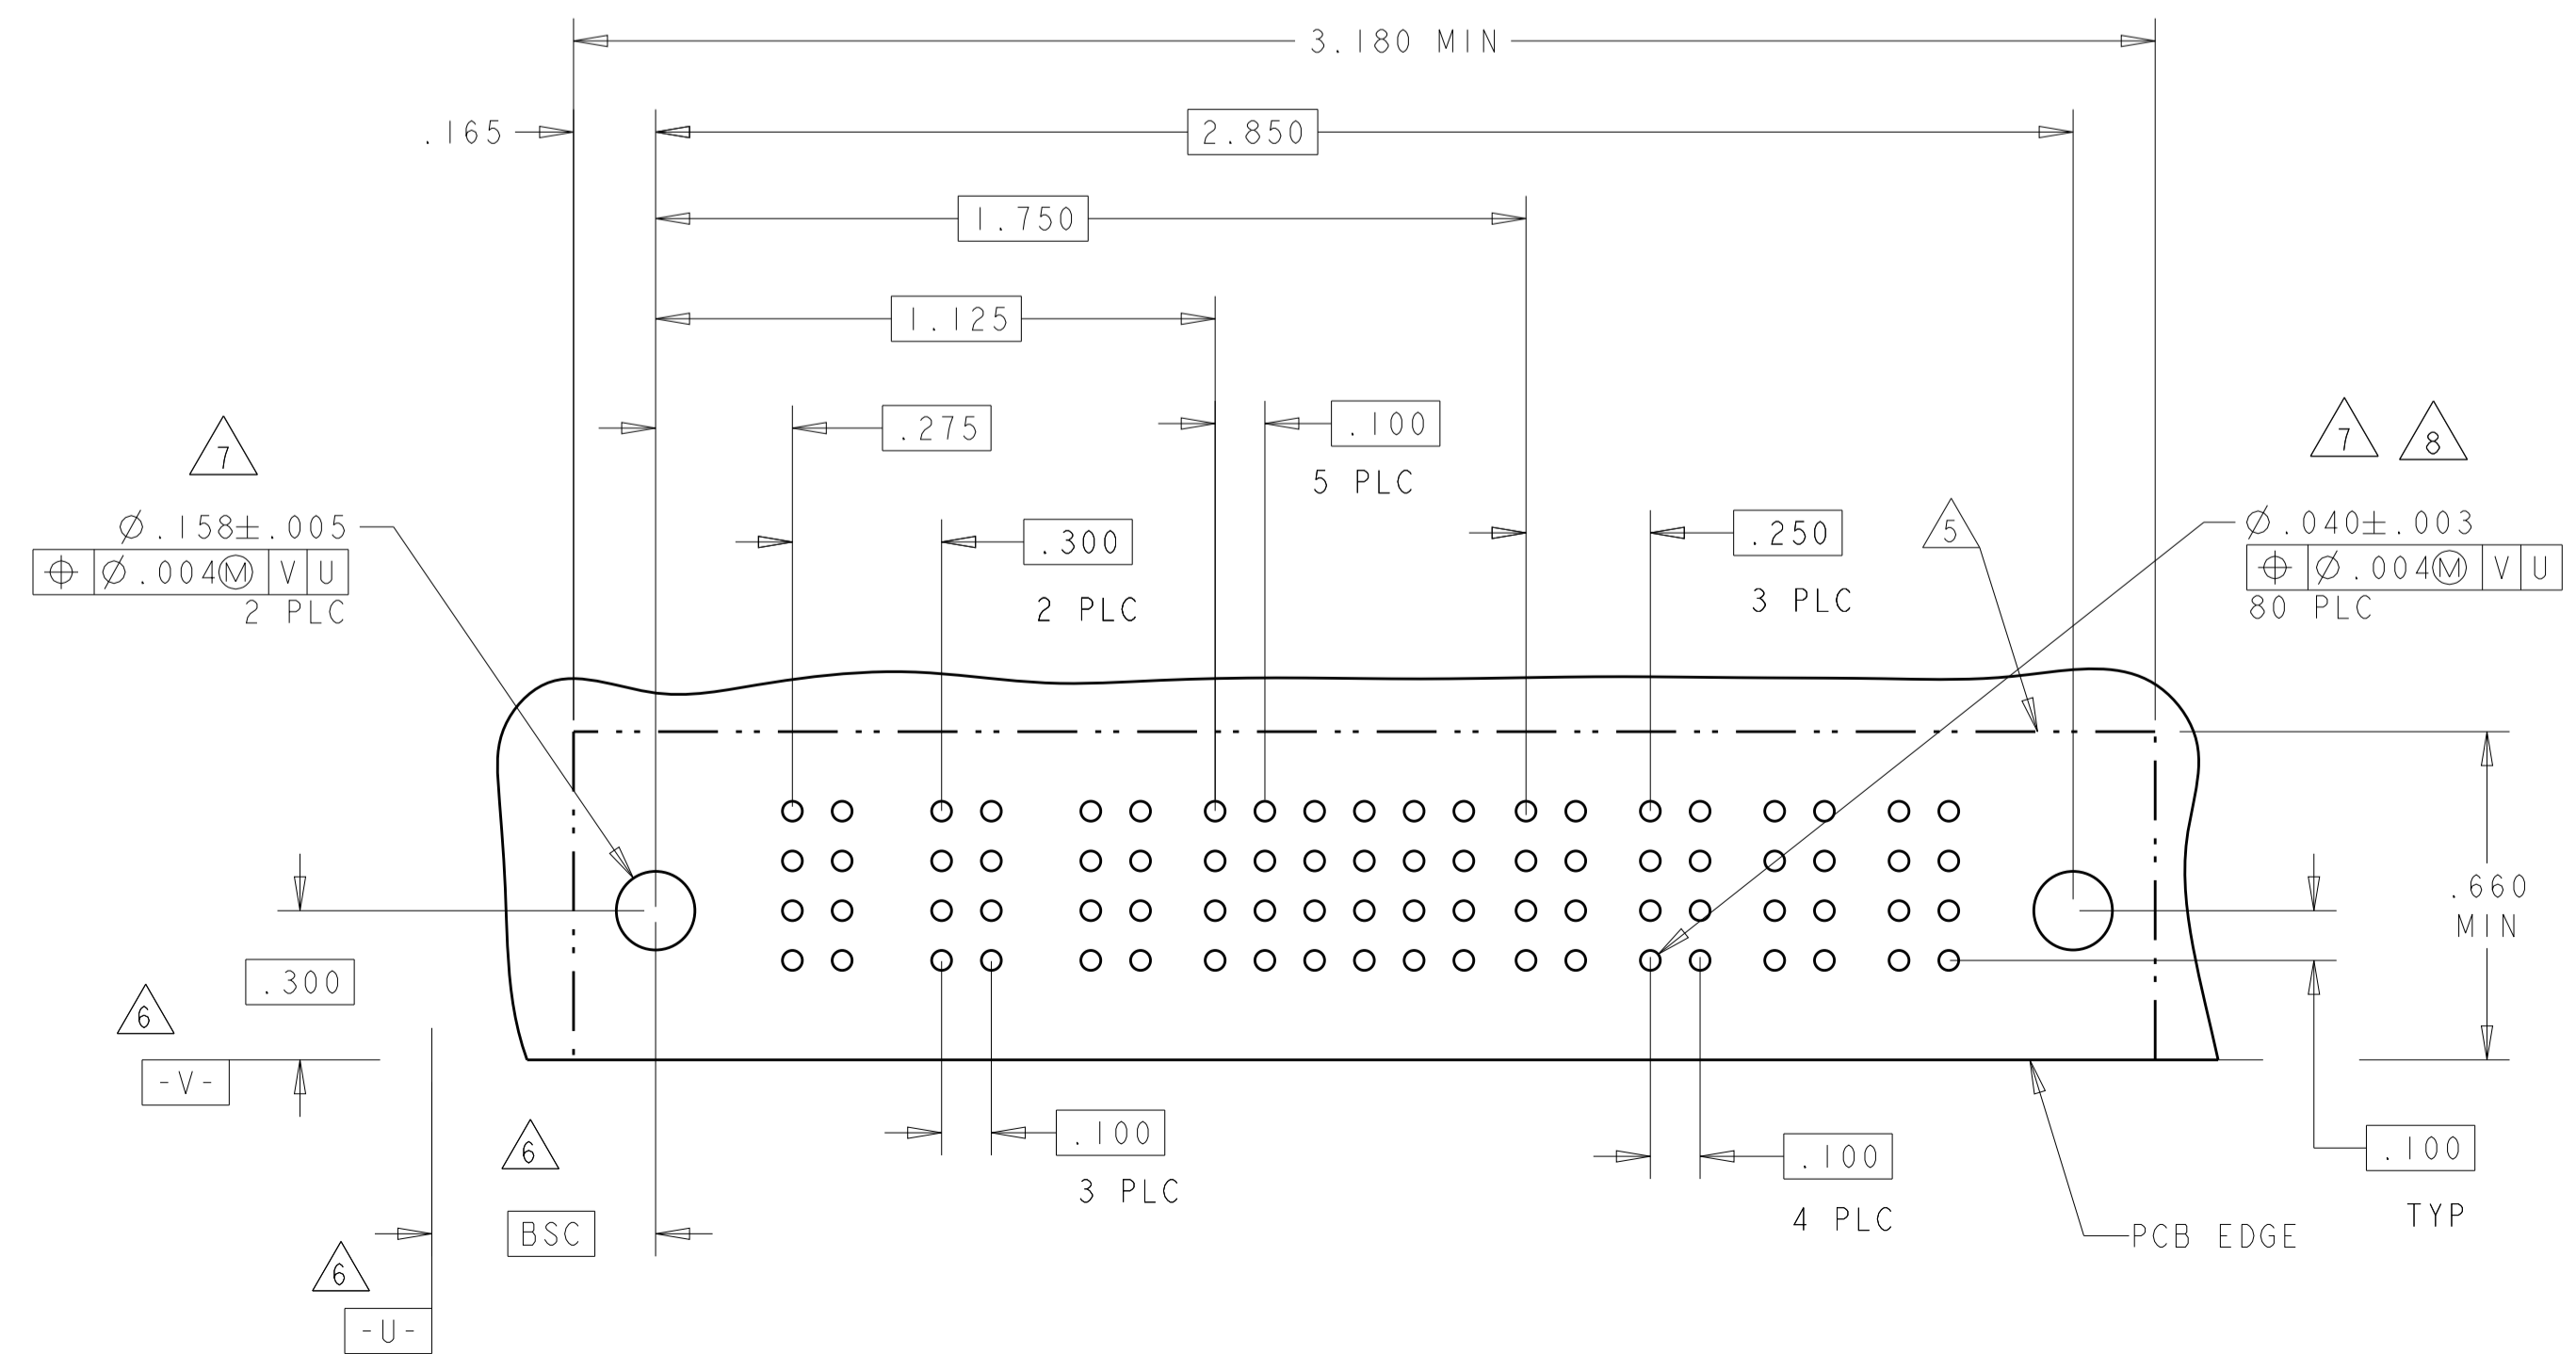 3.180 MIN
.165
2.850
1.750
1.125
.275
.100
5 PLC
7
7
8
Ø.158±.005
⌖ Ø.004Ⓜ V U
2 PLC
.300
2 PLC
.250
3 PLC
5
Ø.040±.003
⌖ Ø.004Ⓜ V U
80 PLC
.660
MIN
.300
6
-V-
6
BSC
6
-U-
.100
3 PLC
.100
4 PLC
PCB EDGE
.100
TYP